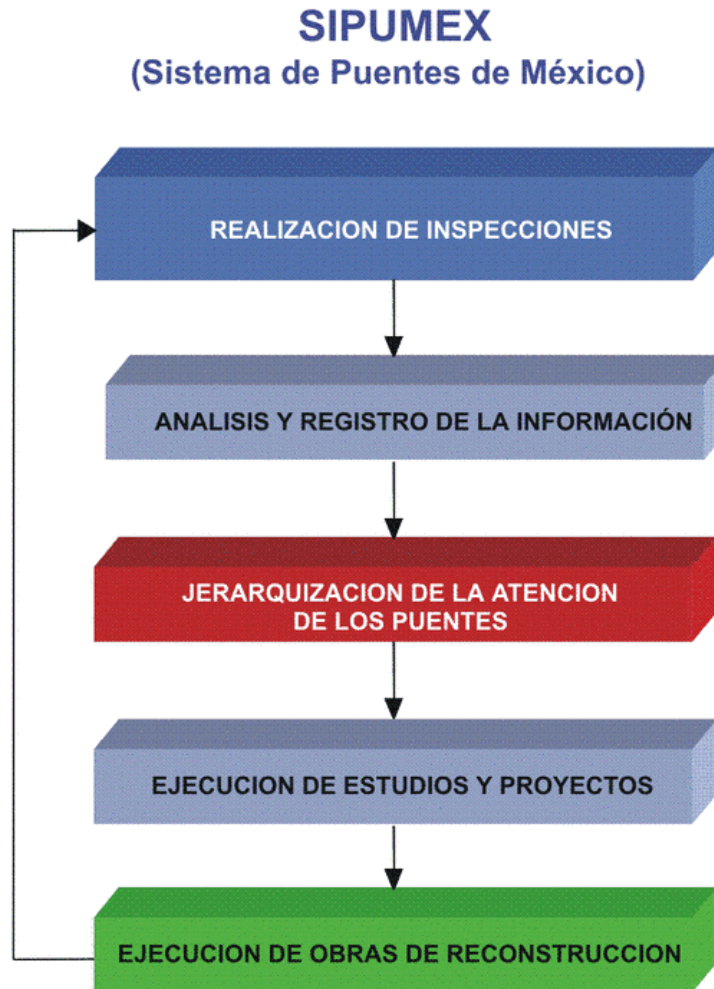 SIPUMEX
(Sistema de Puentes de México)
REALIZACION DE INSPECCIONES
ANALISIS Y REGISTRO DE LA INFORMACIÓN
JERARQUIZACION DE LA ATENCION
DE LOS PUENTES
EJECUCION DE ESTUDIOS Y PROYECTOS
EJECUCION DE OBRAS DE RECONSTRUCCION